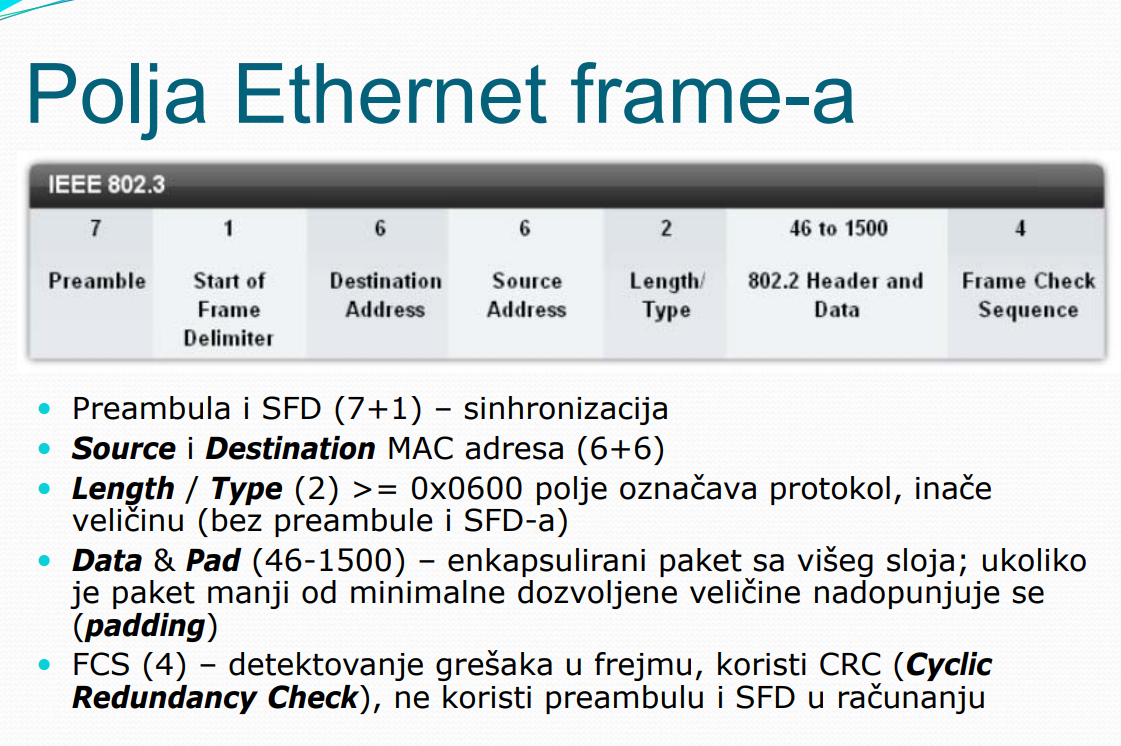 Polja Ethernet frame-a
IEEE 802.3
7 1 6 6 2 46 to 1500 4
Preamble Start of Destination Source Length/ 802.2 Header and Frame Check
Frame Address Address Type Data Sequence
Delimiter
• Preambula i SFD (7+1) – sinhronizacija
• Source i Destination MAC adresa (6+6)
• Length / Type (2) >= 0x0600 polje označava protokol, inače
veličinu (bez preambule i SFD-a)
• Data & Pad (46-1500) – enkapsulirani paket sa višeg sloja; ukoliko
je paket manji od minimalne dozvoljene veličine nadopunjuje se
(padding)
• FCS (4) – detektovanje grešaka u frejmu, koristi CRC (Cyclic
Redundancy Check), ne koristi preambulu i SFD u računanju